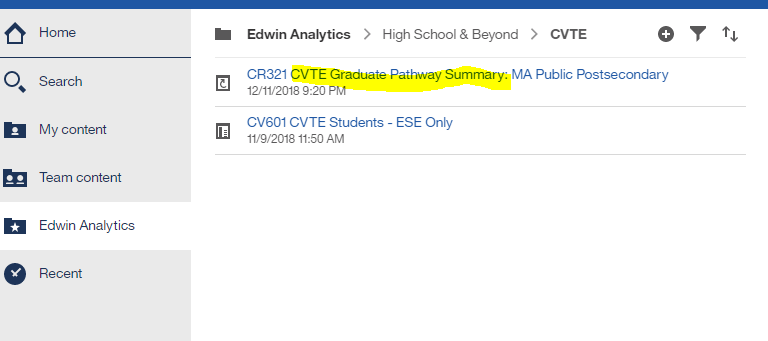 Home
Search
My content
Team content
Edwin Analytics
Recent
Edwin Analytics > High School & Beyond > CVTE
CR321 CVTE Graduate Pathway Summary: MA Public Postsecondary
12/11/2018 9:20 PM
CV601 CVTE Students - ESE Only
11/9/2018 11:50 AM